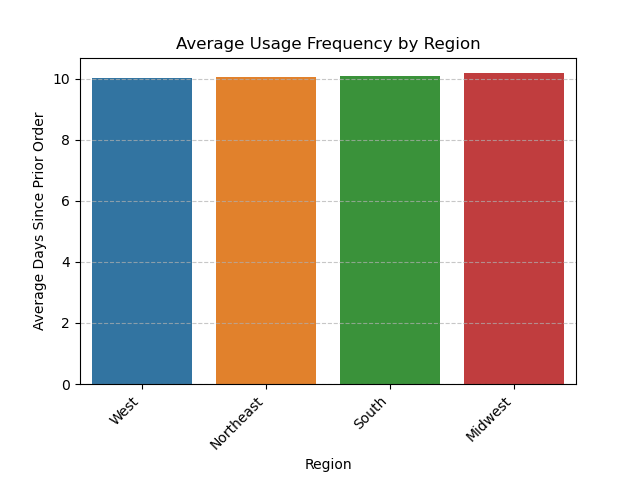 Average Usage Frequency by Region
Average Days Since Prior Order
10
8
6
4
2
0
West
Northeast
South
Midwest
Region